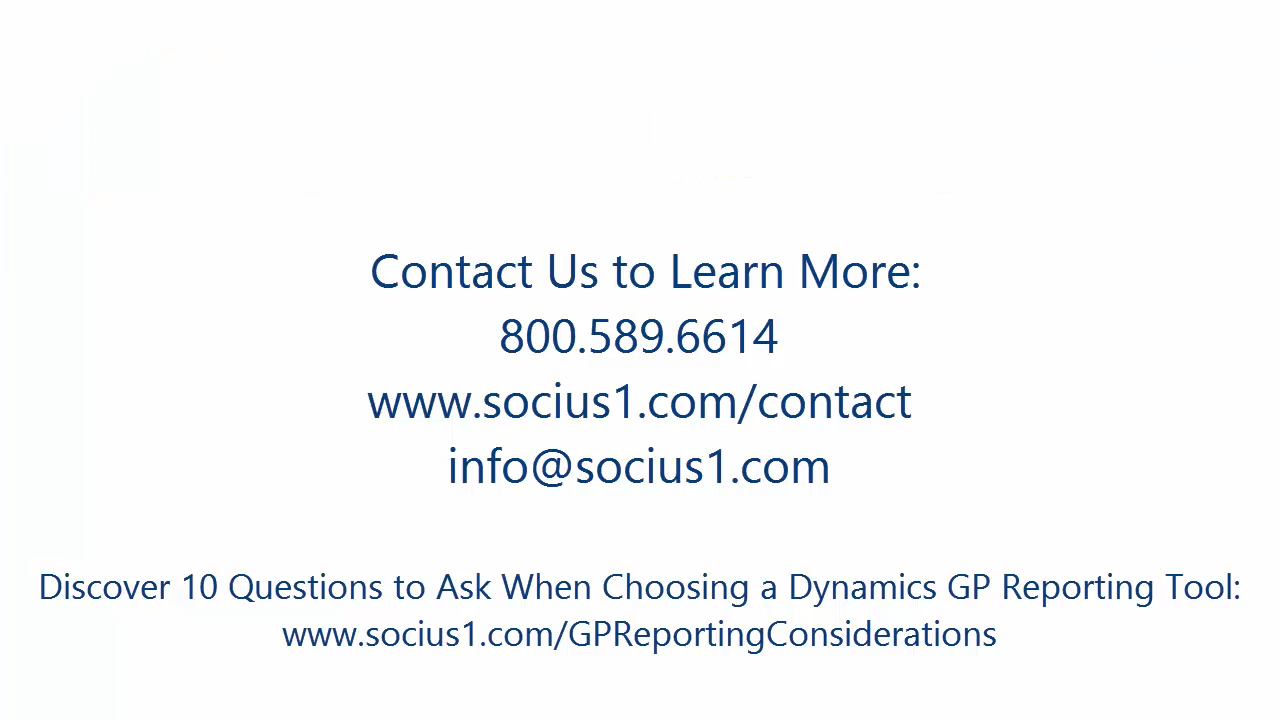 Contact Us to Learn More:
800.589.6614
www.socius1.com/contact
info@socius1.com
Discover 10 Questions to Ask When Choosing a Dynamics GP Reporting Tool:
www.socius1.com/GPReportingConsiderations